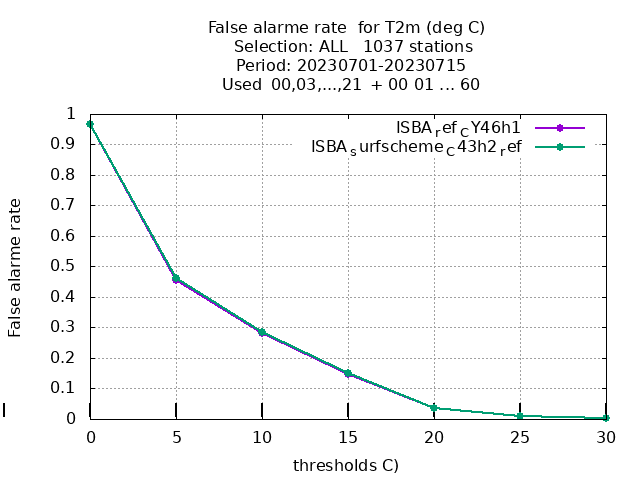 False alarme rate  for T2m (deg C)
Selection: ALL   1037 stations
Period: 20230701-20230715
Used  00,03,...,21  + 00 01 ... 60
ISBA_ref_CY46h1
ISBA_surfscheme_C43h2_ref
False alarme rate
1
0.9
0.8
0.7
0.6
0.5
0.4
0.3
0.2
0.1
0
0 5 10 15 20 25 30
thresholds C)